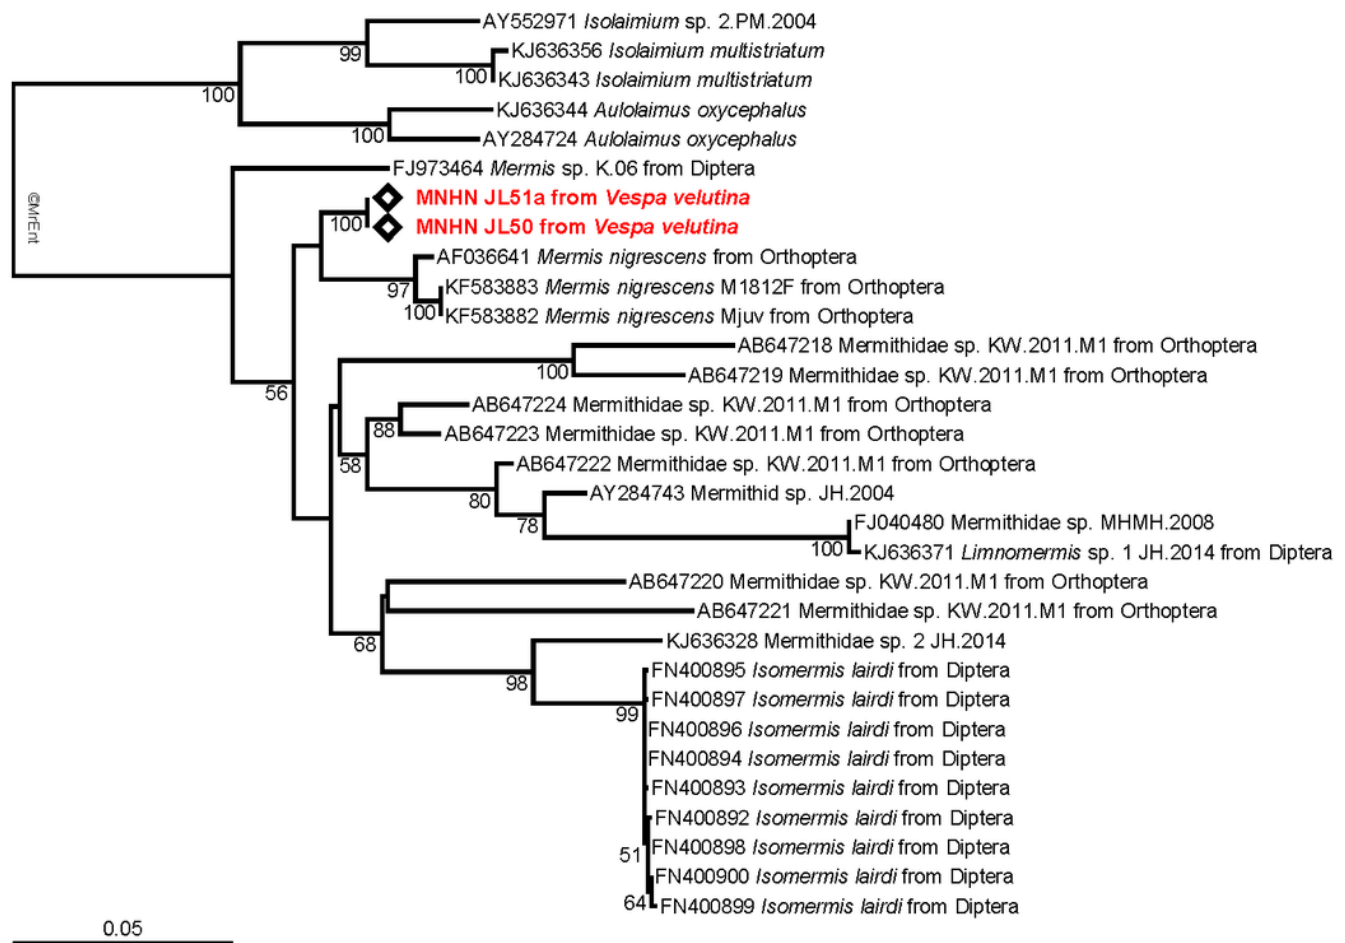 AY552971 Isolaimium sp. 2.PM.2004
99
KJ636356 Isolaimium multistriatum
100
KJ636343 Isolaimium multistriatum
100
KJ636344 Aulolaimus oxycephalus
100
AY284724 Aulolaimus oxycephalus
FJ973464 Mermis sp. K.06 from Diptera
©MrEnt
MNHN JL51a from Vespa velutina
100
MNHN JL50 from Vespa velutina
AF036641 Mermis nigrescens from Orthoptera
97
KF583883 Mermis nigrescens M1812F from Orthoptera
100
KF583882 Mermis nigrescens Mjuv from Orthoptera
AB647218 Mermithidae sp. KW.2011.M1 from Orthoptera
100
AB647219 Mermithidae sp. KW.2011.M1 from Orthoptera
56
AB647224 Mermithidae sp. KW.2011.M1 from Orthoptera
88
AB647223 Mermithidae sp. KW.2011.M1 from Orthoptera
58
AB647222 Mermithidae sp. KW.2011.M1 from Orthoptera
80
AY284743 Mermithid sp. JH.2004
78
FJ040480 Mermithidae sp. MHMH.2008
100
KJ636371 Limnomermis sp. 1 JH.2014 from Diptera
AB647220 Mermithidae sp. KW.2011.M1 from Orthoptera
AB647221 Mermithidae sp. KW.2011.M1 from Orthoptera
68
KJ636328 Mermithidae sp. 2 JH.2014
98
FN400895 Isomermis lairdi from Diptera
FN400897 Isomermis lairdi from Diptera
99
FN400896 Isomermis lairdi from Diptera
FN400894 Isomermis lairdi from Diptera
FN400893 Isomermis lairdi from Diptera
FN400892 Isomermis lairdi from Diptera
FN400898 Isomermis lairdi from Diptera
51
FN400900 Isomermis lairdi from Diptera
64
FN400899 Isomermis lairdi from Diptera
0.05